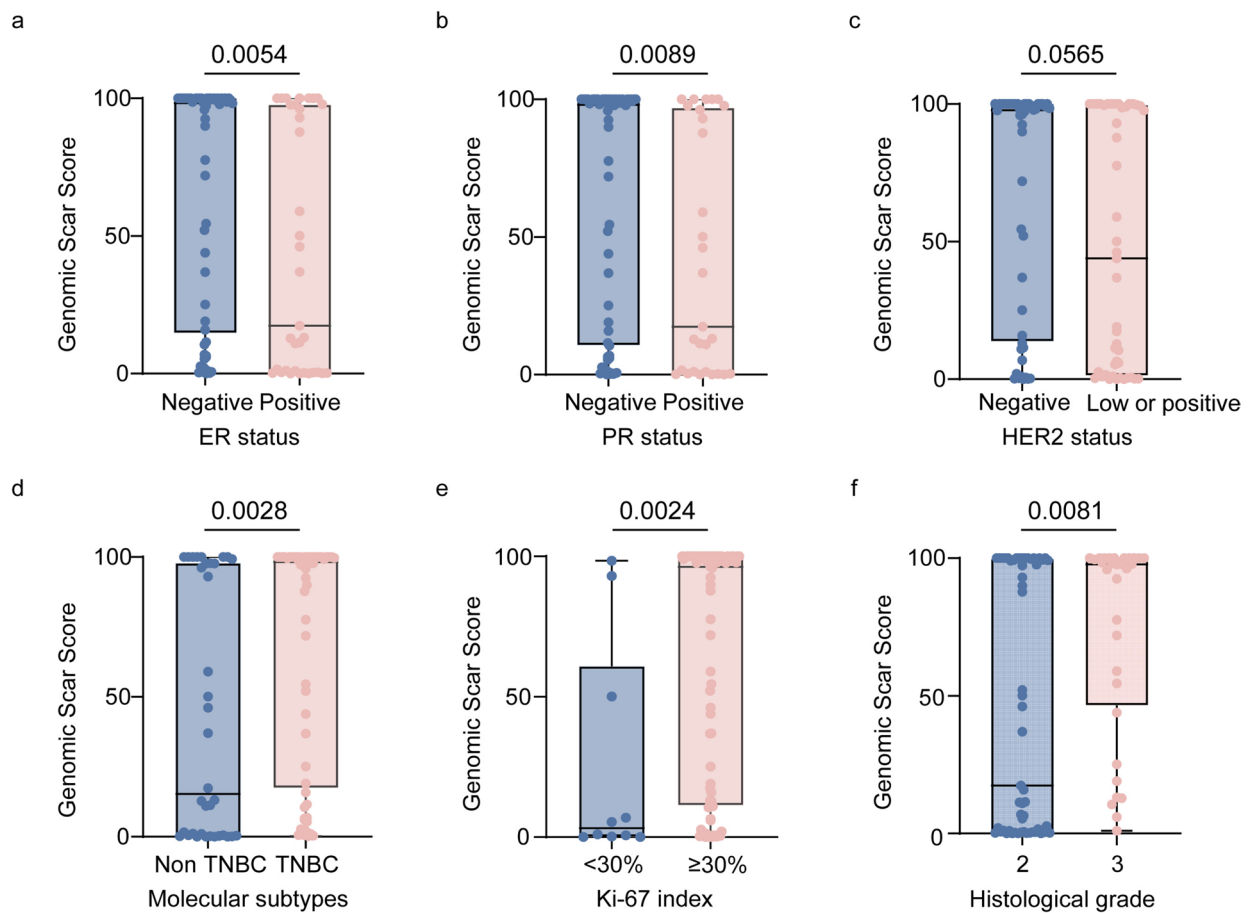 a
0.0054
Genomic Scar Score
100
50
0
Negative Positive
ER status
b
0.0089
Genomic Scar Score
100
50
0
Negative Positive
PR status
c
0.0565
Genomic Scar Score
100
50
0
Negative Low or positive
HER2 status
d
0.0028
Genomic Scar Score
100
50
0
Non TNBC TNBC
Molecular subtypes
e
0.0024
Genomic Scar Score
100
50
0
<30% ≥30%
Ki-67 index
f
0.0081
Genomic Scar Score
100
50
0
2 3
Histological grade